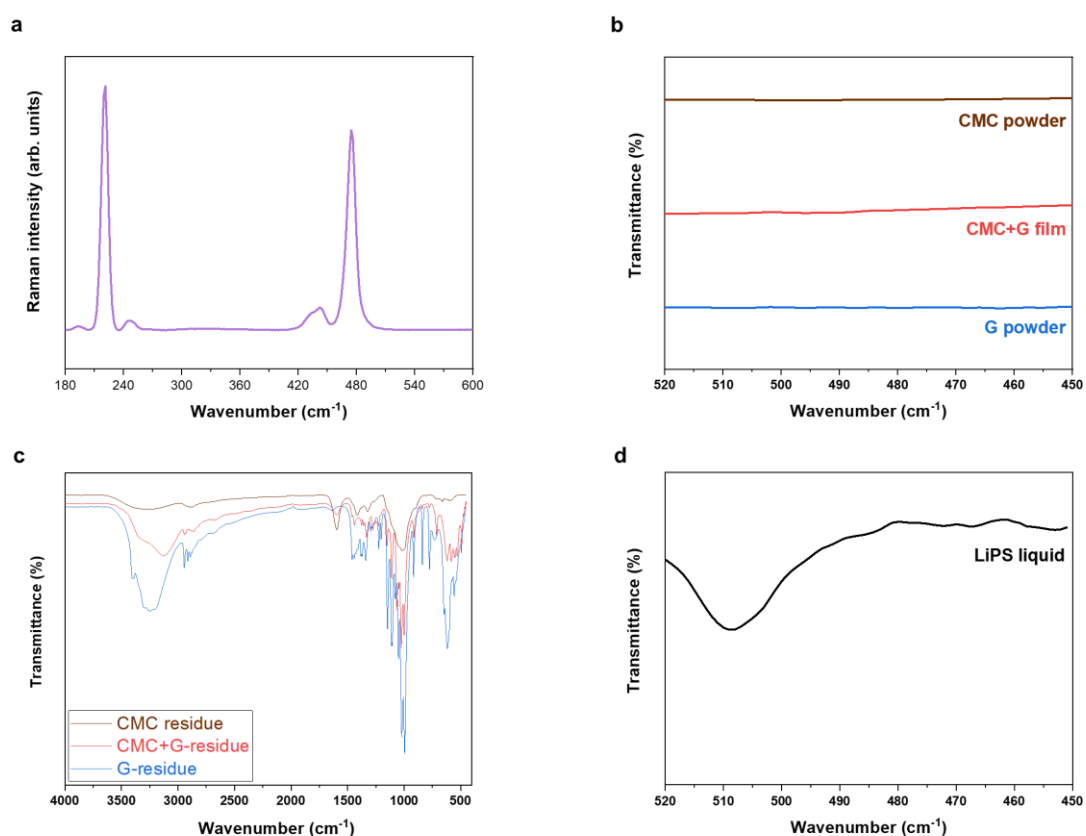 a
Raman intensity (arb. units)
180 240 300 360 420 480 540 600
Wavenumber (cm-1)
b
Transmittance (%)
CMC powder
CMC+G film
G powder
520 510 500 490 480 470 460 450
Wavenumber (cm-1)
c
Transmittance (%)
CMC residue
CMC+G-residue
G-residue
4000 3500 3000 2500 2000 1500 1000 500
Wavenumber (cm-1)
d
Transmittance (%)
LiPS liquid
520 510 500 490 480 470 460 450
Wavenumber (cm-1)